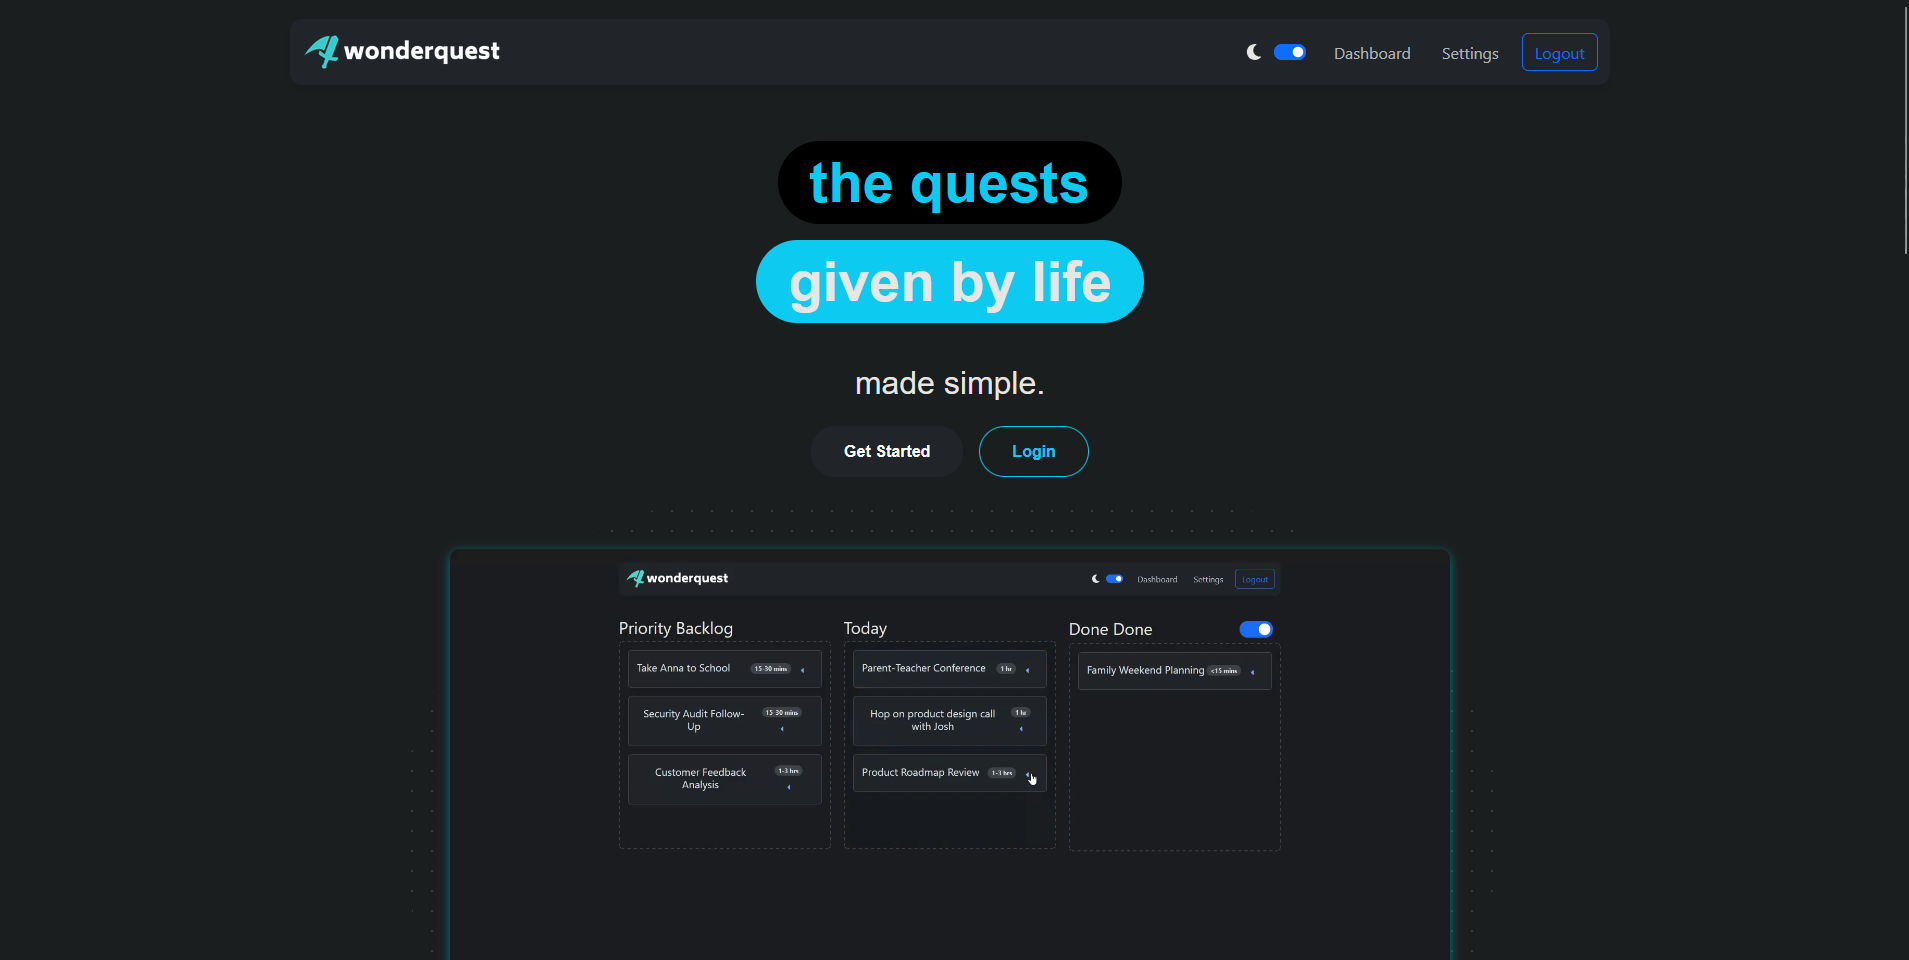 wonderquest
Dashboard
Settings
Logout
the quests
given by life
made simple.
Get Started
Login
wonderquest
Dashboard
Settings
Logout
Priority Backlog
Take Anna to School
15-30 mins
Security Audit Follow-
Up
15-30 mins
Customer Feedback
Analysis
1-3 hrs
Today
Parent-Teacher Conference
1 hr
Hop on product design call
with Josh
1 hr
Product Roadmap Review
1-3 hrs
Done Done
Family Weekend Planning
<15 mins